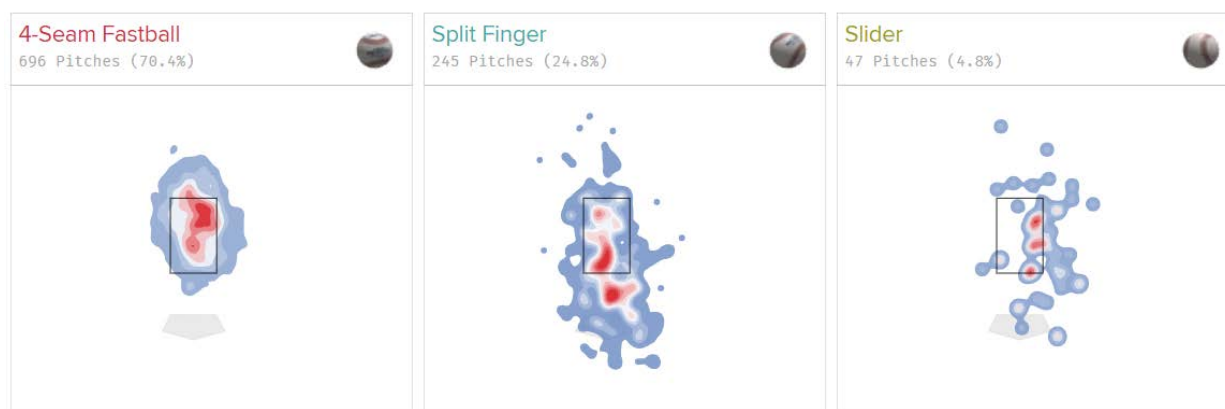 4-Seam Fastball
696 Pitches (70.4%)
Split Finger
245 Pitches (24.8%)
Slider
47 Pitches (4.8%)